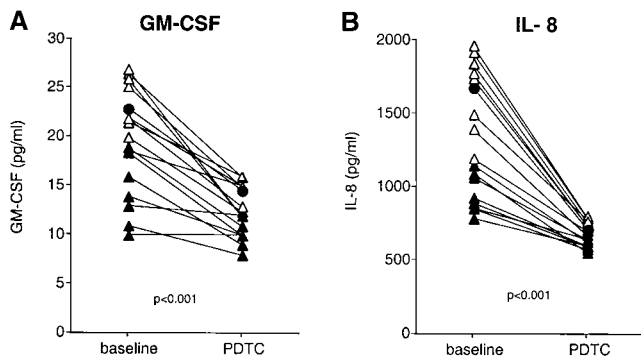 A
GM-CSF
GM-CSF (pg/ml)
30
25
20
15
10
5
0
p<0.001
baseline
PDTC
B
IL- 8
IL-8 (pg/ml)
2000
1500
1000
500
0
p<0.001
baseline
PDTC